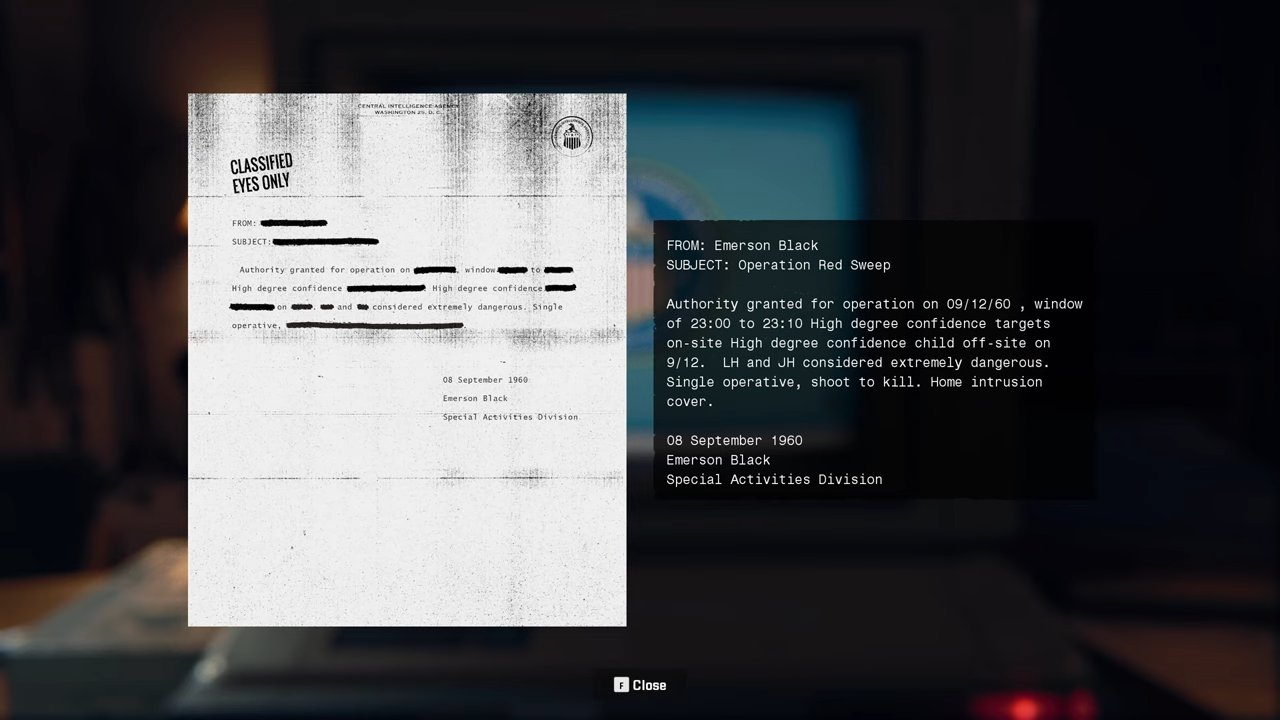 CENTRAL INTELLIGENCE AGENCY
WASHINGTON 25, D. C.
CLASSIFIED
EYES ONLY
FROM:
SUBJECT:
Authority granted for operation on , window to
High degree confidence . High degree confidence
on , and considered extremely dangerous. Single
operative,
08 September 1960
Emerson Black
Special Activities Division
FROM: Emerson Black
SUBJECT: Operation Red Sweep
Authority granted for operation on 09/12/60 , window
of 23:00 to 23:10 High degree confidence targets
on-site High degree confidence child off-site on
9/12.  LH and JH considered extremely dangerous.
Single operative, shoot to kill. Home intrusion
cover.
08 September 1960
Emerson Black
Special Activities Division
F Close